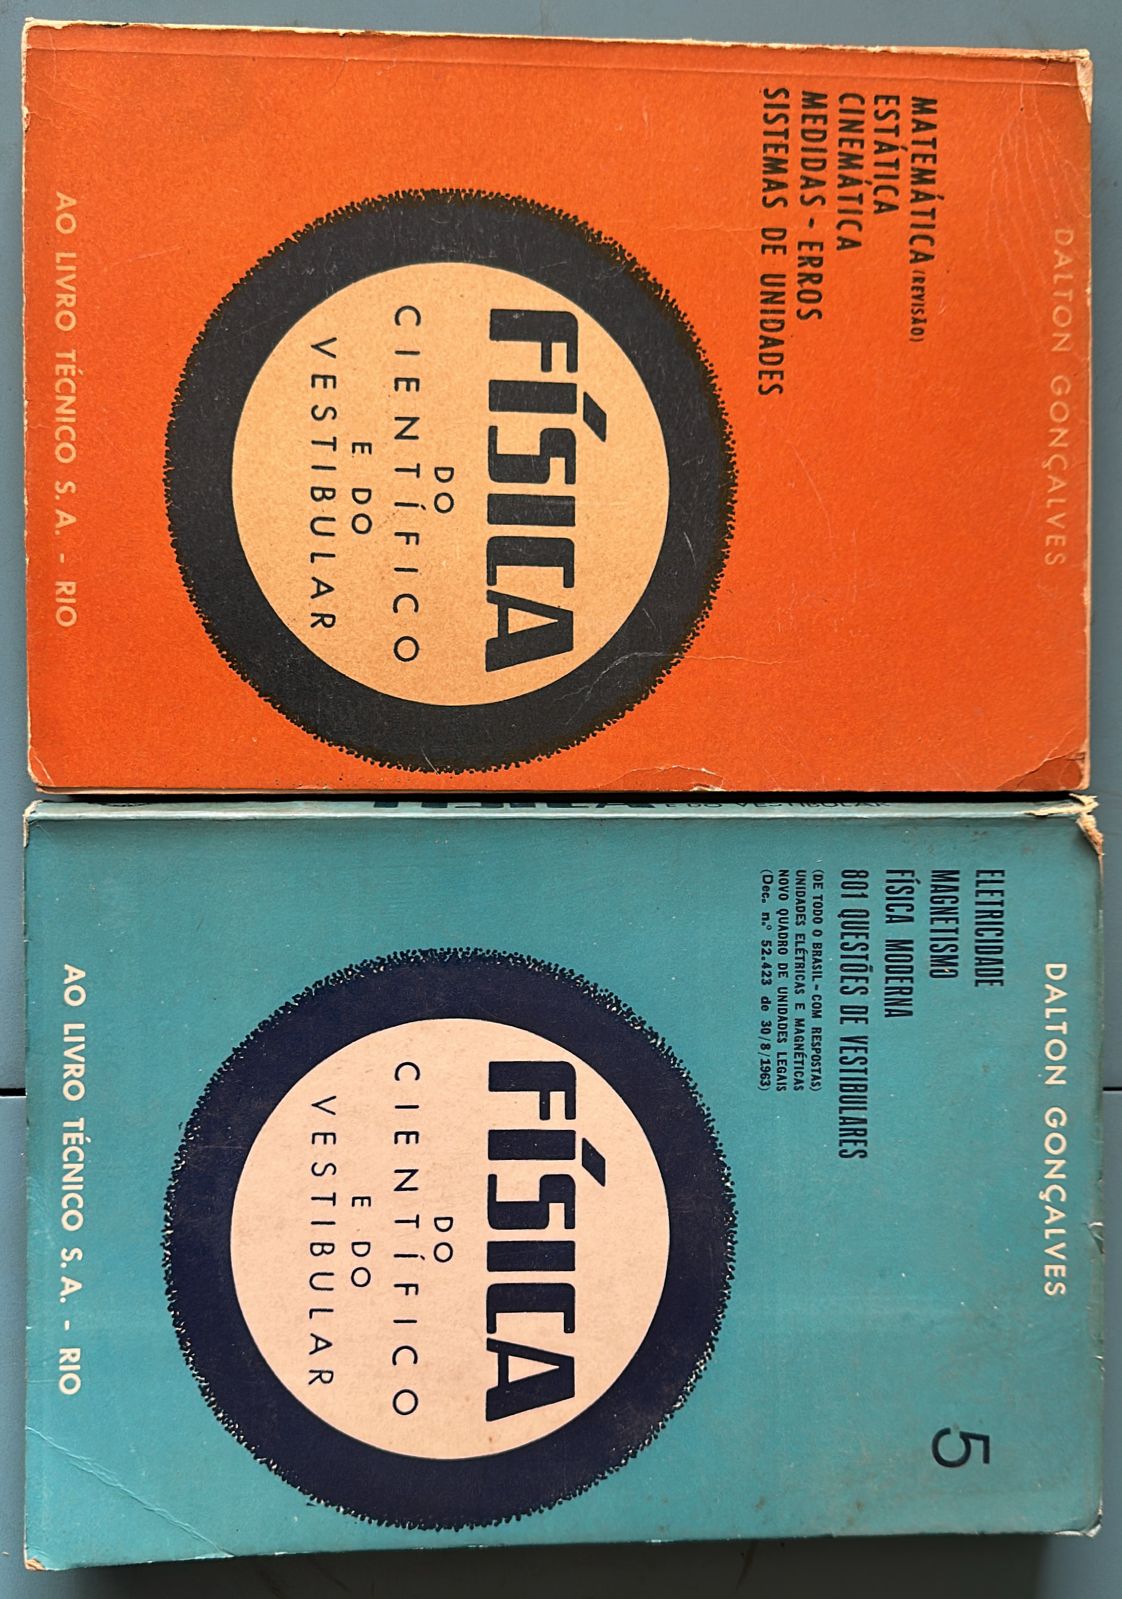 DALTON GONÇALVES
MATEMÁTICA (REVISÃO)
ESTÁTICA
CINEMÁTICA
MEDIDAS - ERROS
SISTEMAS DE UNIDADES
FÍSICA
DO
CIENTÍFICO
E DO
VESTIBULAR
AO LIVRO TÉCNICO S. A. - RIO
FÍSICA E DO VESTIBULAR
DALTON GONÇALVES
ELETRICIDADE
MAGNETISMO
FÍSICA MODERNA
801 QUESTÕES DE VESTIBULARES
(DE TODO O BRASIL - COM RESPOSTAS)
UNIDADES ELÉTRICAS E MAGNÉTICAS
NOVO QUADRO DE UNIDADES LEGAIS
(Dec. n.º 52.423 de 30/8/1963)
5
FÍSICA
DO
CIENTÍFICO
E DO
VESTIBULAR
AO LIVRO TÉCNICO S. A. - RIO